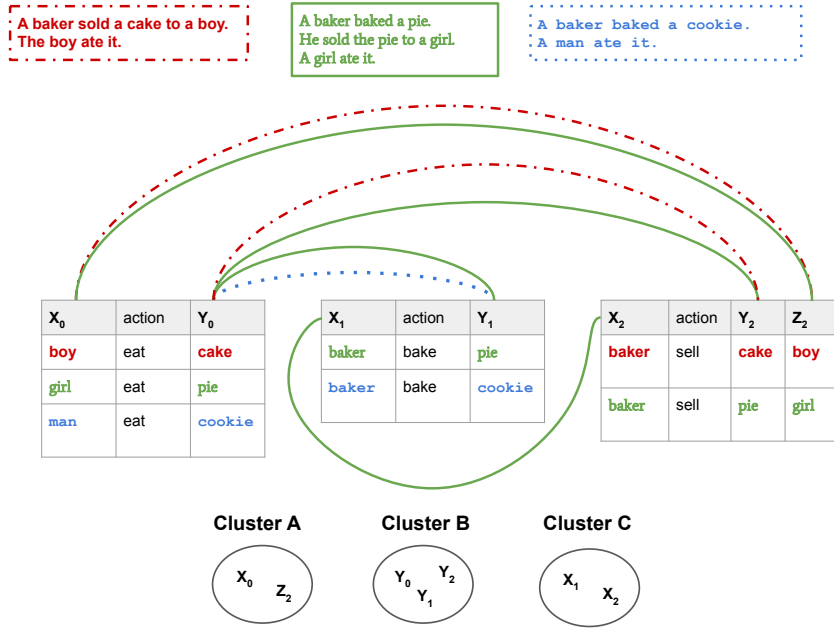 A baker sold a cake to a boy.
The boy ate it.
A baker baked a pie.
He sold the pie to a girl.
A girl ate it.
A baker baked a cookie.
A man ate it.
X₀ action Y₀
boy eat cake
girl eat pie
man eat cookie
X₁ action Y₁
baker bake pie
baker bake cookie
X₂ action Y₂ Z₂
baker sell cake boy
baker sell pie girl
Cluster A
X₀
Z₂
Cluster B
Y₀ Y₂
Y₁
Cluster C
X₁
X₂